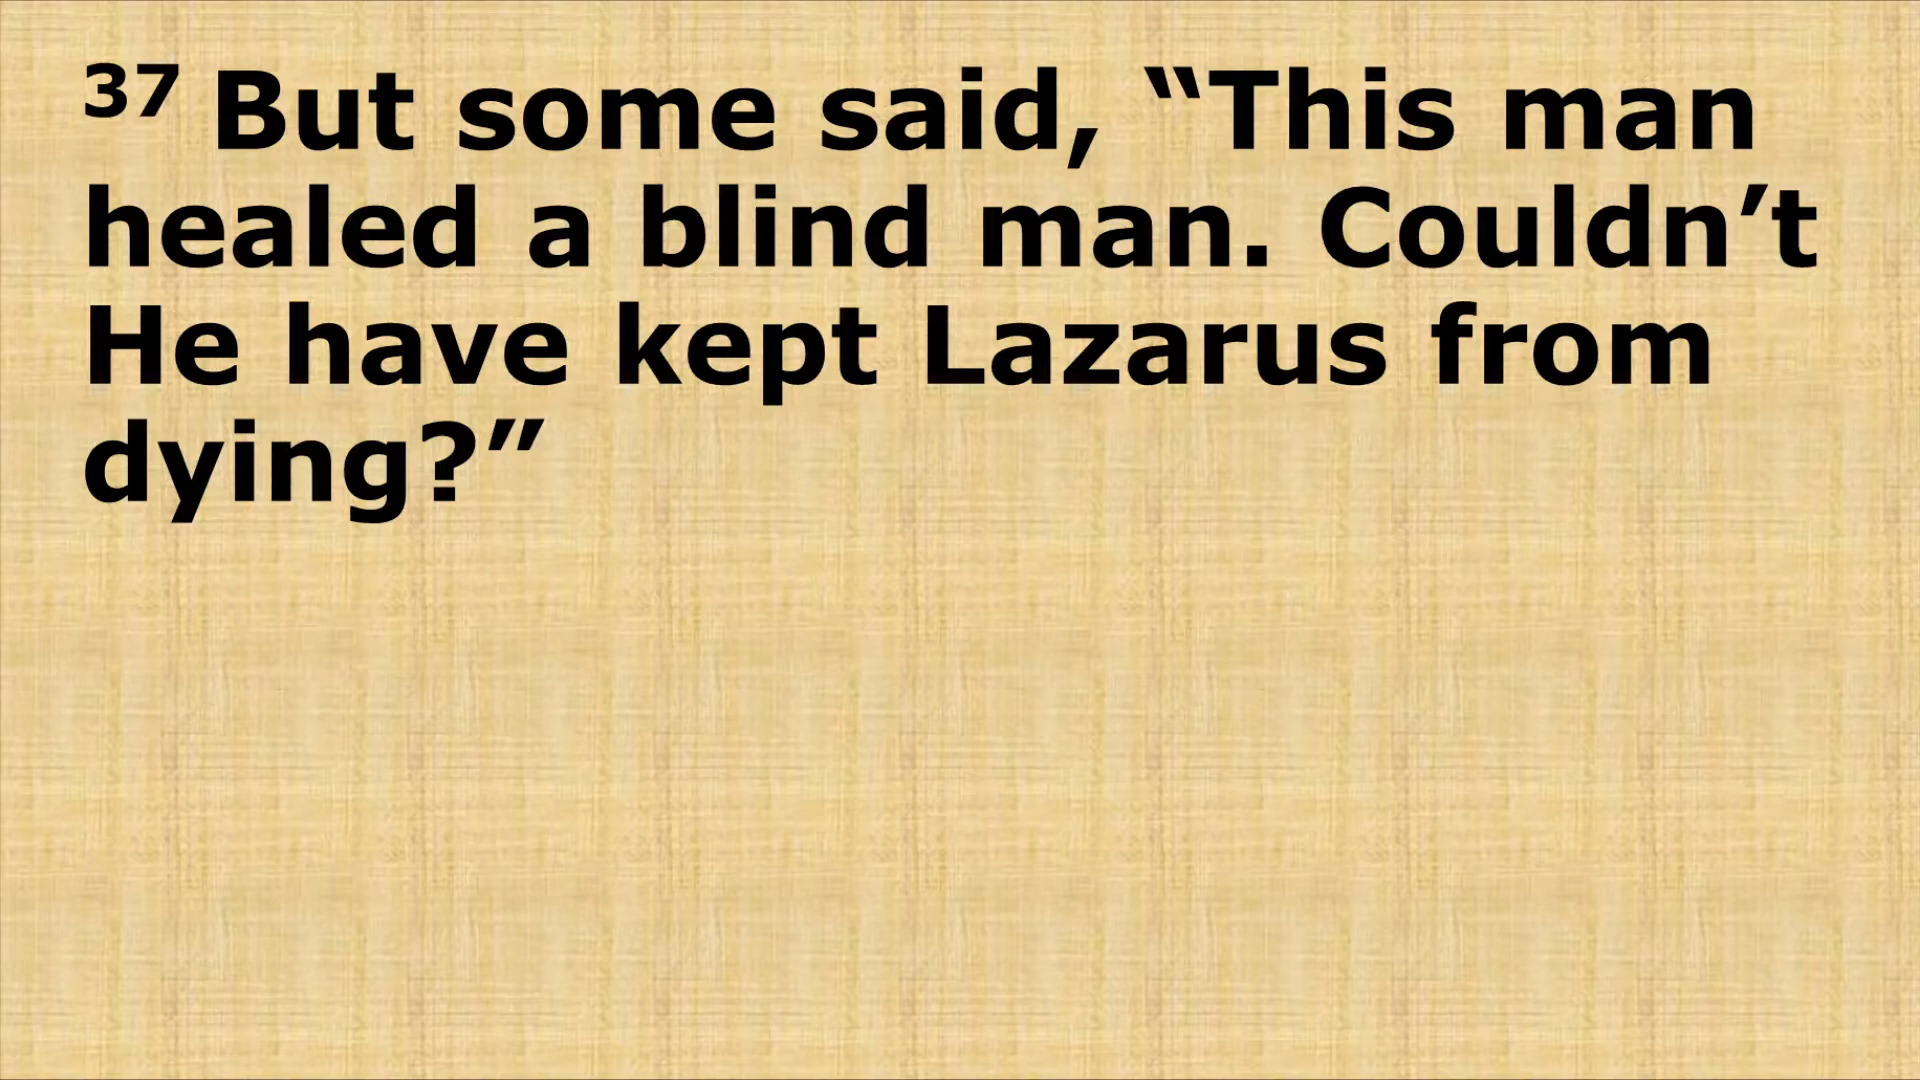 37 But some said, “This man
healed a blind man. Couldn’t
He have kept Lazarus from
dying?”